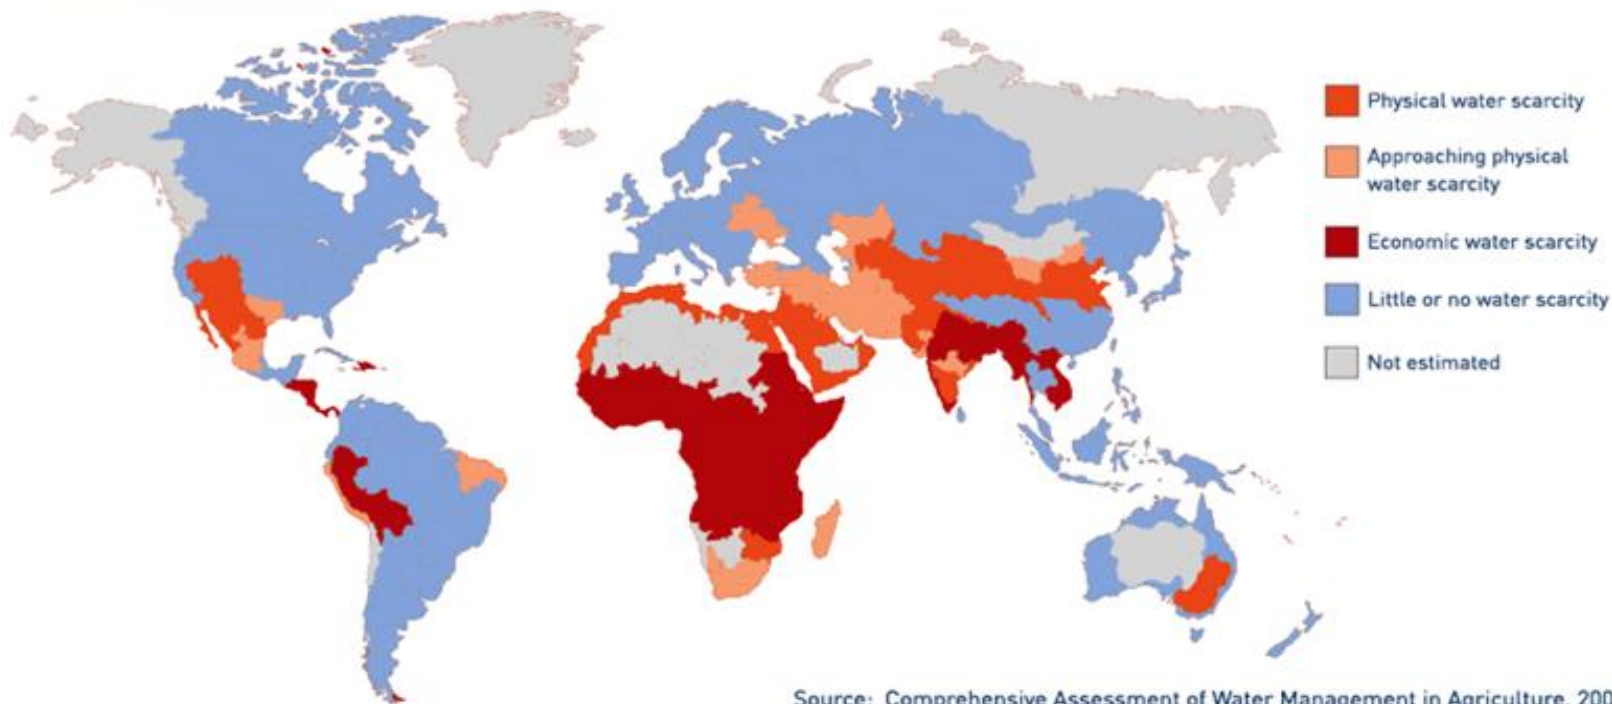 Physical water scarcity
Approaching physical
water scarcity
Economic water scarcity
Little or no water scarcity
Not estimated
Source: Comprehensive Assessment of Water Management in Agriculture,